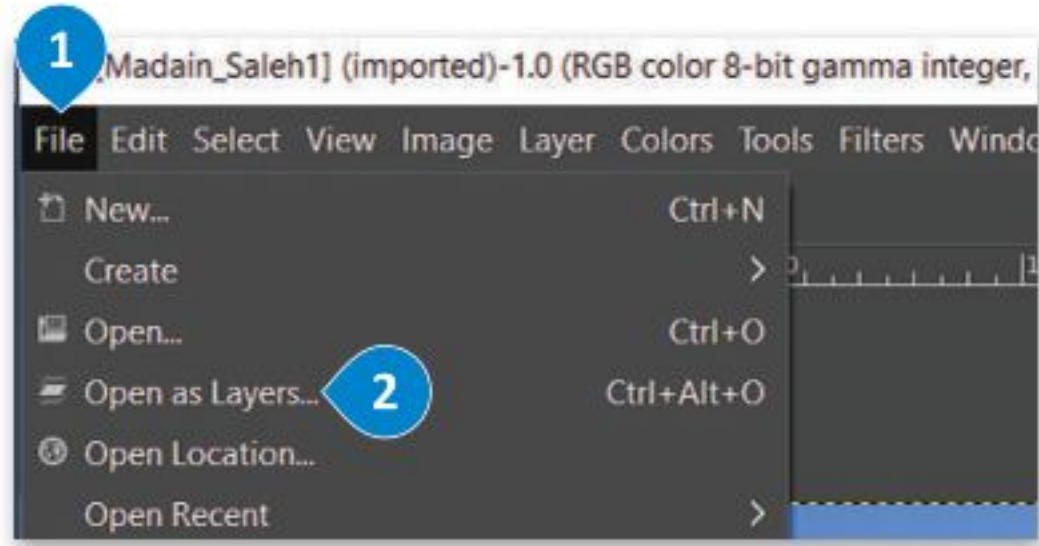 1
[Madain_Saleh1] (imported)-1.0 (RGB color 8-bit gamma integer,
File Edit Select View Image Layer Colors Tools Filters Windo
New... Ctrl+N
Create >
Open... Ctrl+O
Open as Layers... 2 Ctrl+Alt+O
Open Location...
Open Recent >